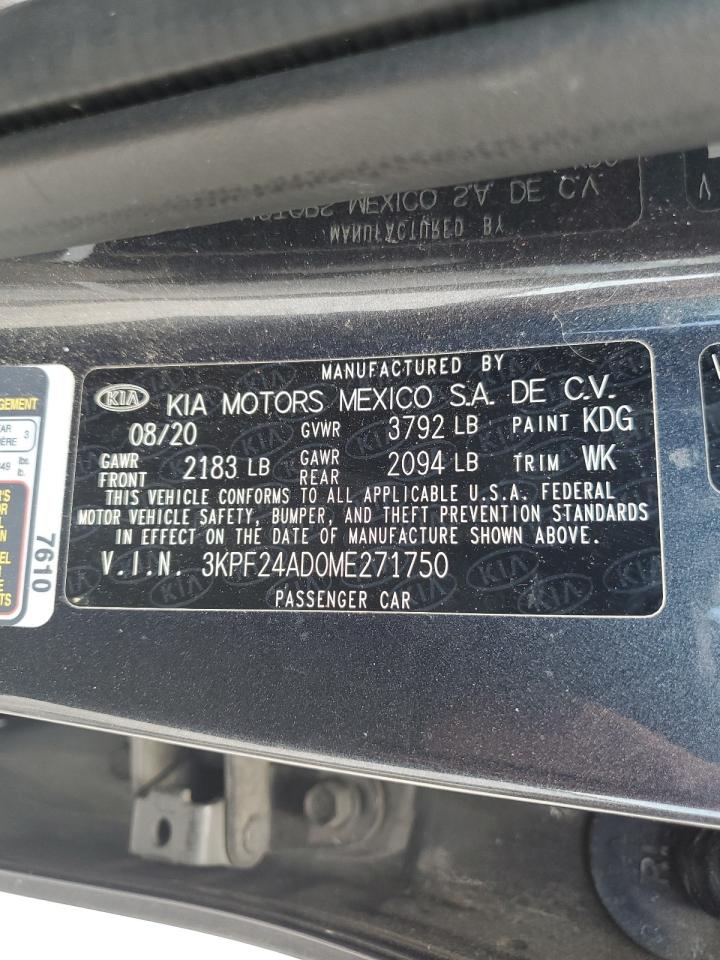 MOTORS MEXICO S.A. DE C.V.
MANUFACTURED BY
MANUFACTURED BY
KIA KIA MOTORS MEXICO S.A. DE C.V.
08/20 GVWR 3792 LB PAINT KDG
GAWR FRONT 2183 LB GAWR REAR 2094 LB TRIM WK
THIS VEHICLE CONFORMS TO ALL APPLICABLE U.S.A. FEDERAL
MOTOR VEHICLE SAFETY, BUMPER, AND THEFT PREVENTION STANDARDS
IN EFFECT ON THE DATE OF MANUFACTURE SHOWN ABOVE.
V.I.N. 3KPF24AD0ME271750
PASSENGER CAR
7610